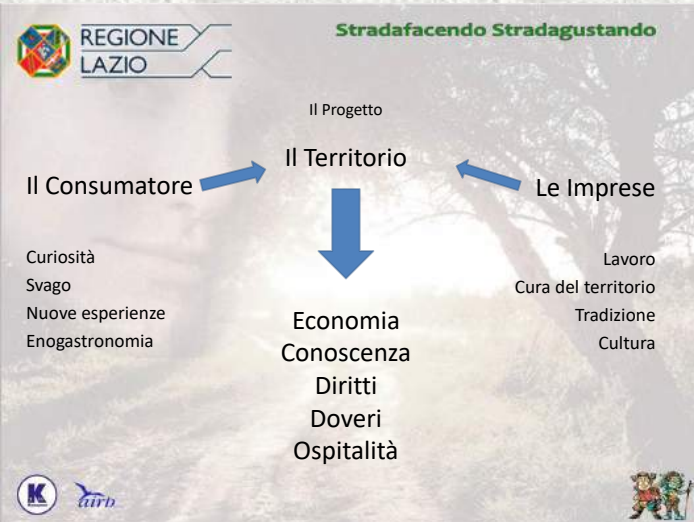 REGIONE
LAZIO
Stradafacendo Stradagustando
Il Progetto
Il Territorio
Il Consumatore
Le Imprese
Curiosità
Svago
Nuove esperienze
Enogastronomia
Lavoro
Cura del territorio
Tradizione
Cultura
Economia
Conoscenza
Diritti
Doveri
Ospitalità
K
airb